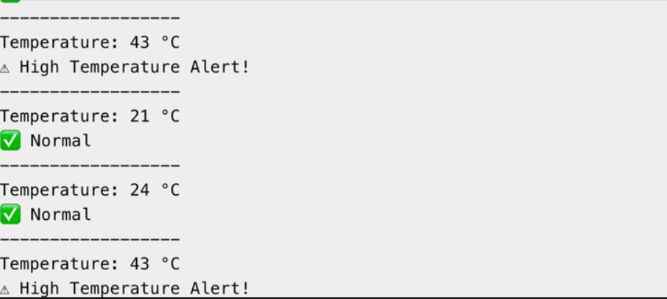 ------------------
Temperature: 43 °C
⚠ High Temperature Alert!
------------------
Temperature: 21 °C
✅ Normal
------------------
Temperature: 24 °C
✅ Normal
------------------
Temperature: 43 °C
⚠ High Temperature Alert!